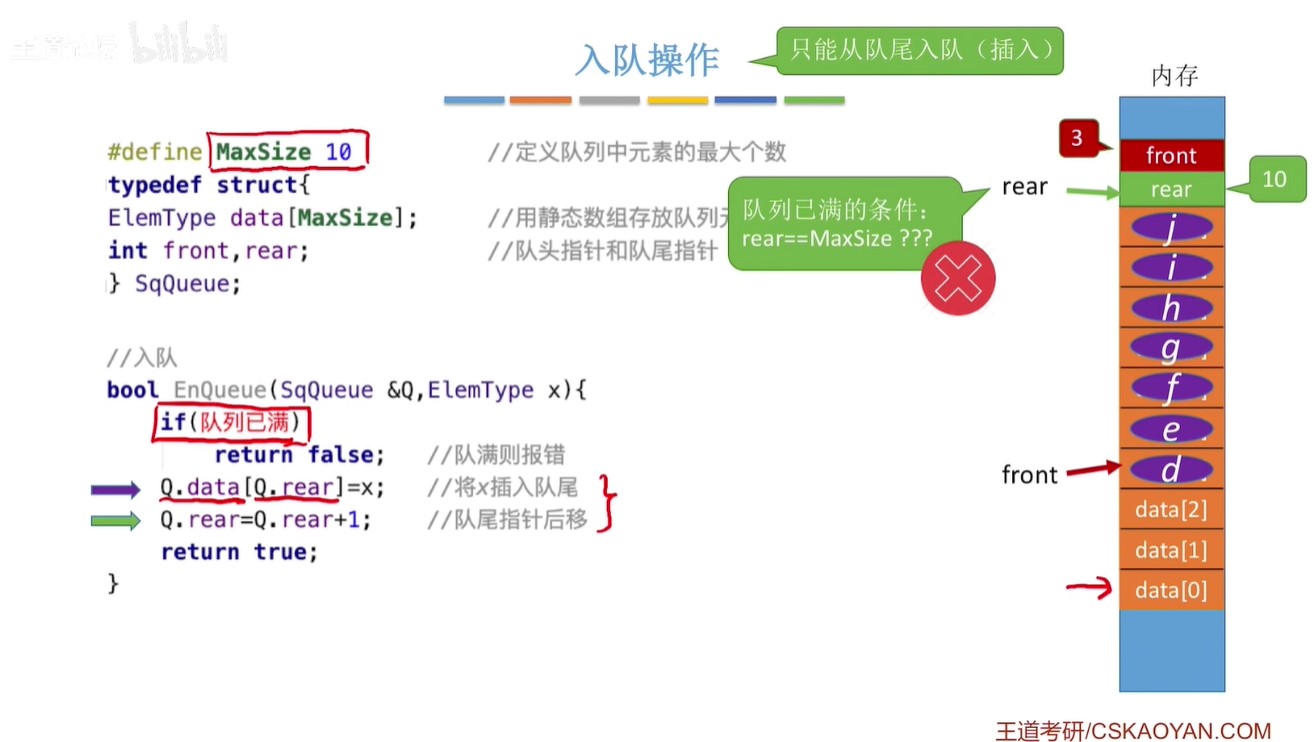 bilibili
入队操作
只能从队尾入队（插入）
内存
#define MaxSize 10 //定义队列中元素的最大个数
typedef struct{
ElemType data[MaxSize]; //用静态数组存放队列
int front,rear; //队头指针和队尾指针
} SqQueue;
队列已满的条件：
rear==MaxSize ???
//入队
bool EnQueue(SqQueue &Q,ElemType x){
if(队列已满)
return false; //队满则报错
Q.data[Q.rear]=x; //将x插入队尾
Q.rear=Q.rear+1; //队尾指针后移
return true;
}
3
front
rear
rear
10
j
i
h
g
f
e
front
d
data[2]
data[1]
data[0]
王道考研/CSKAOYAN.COM